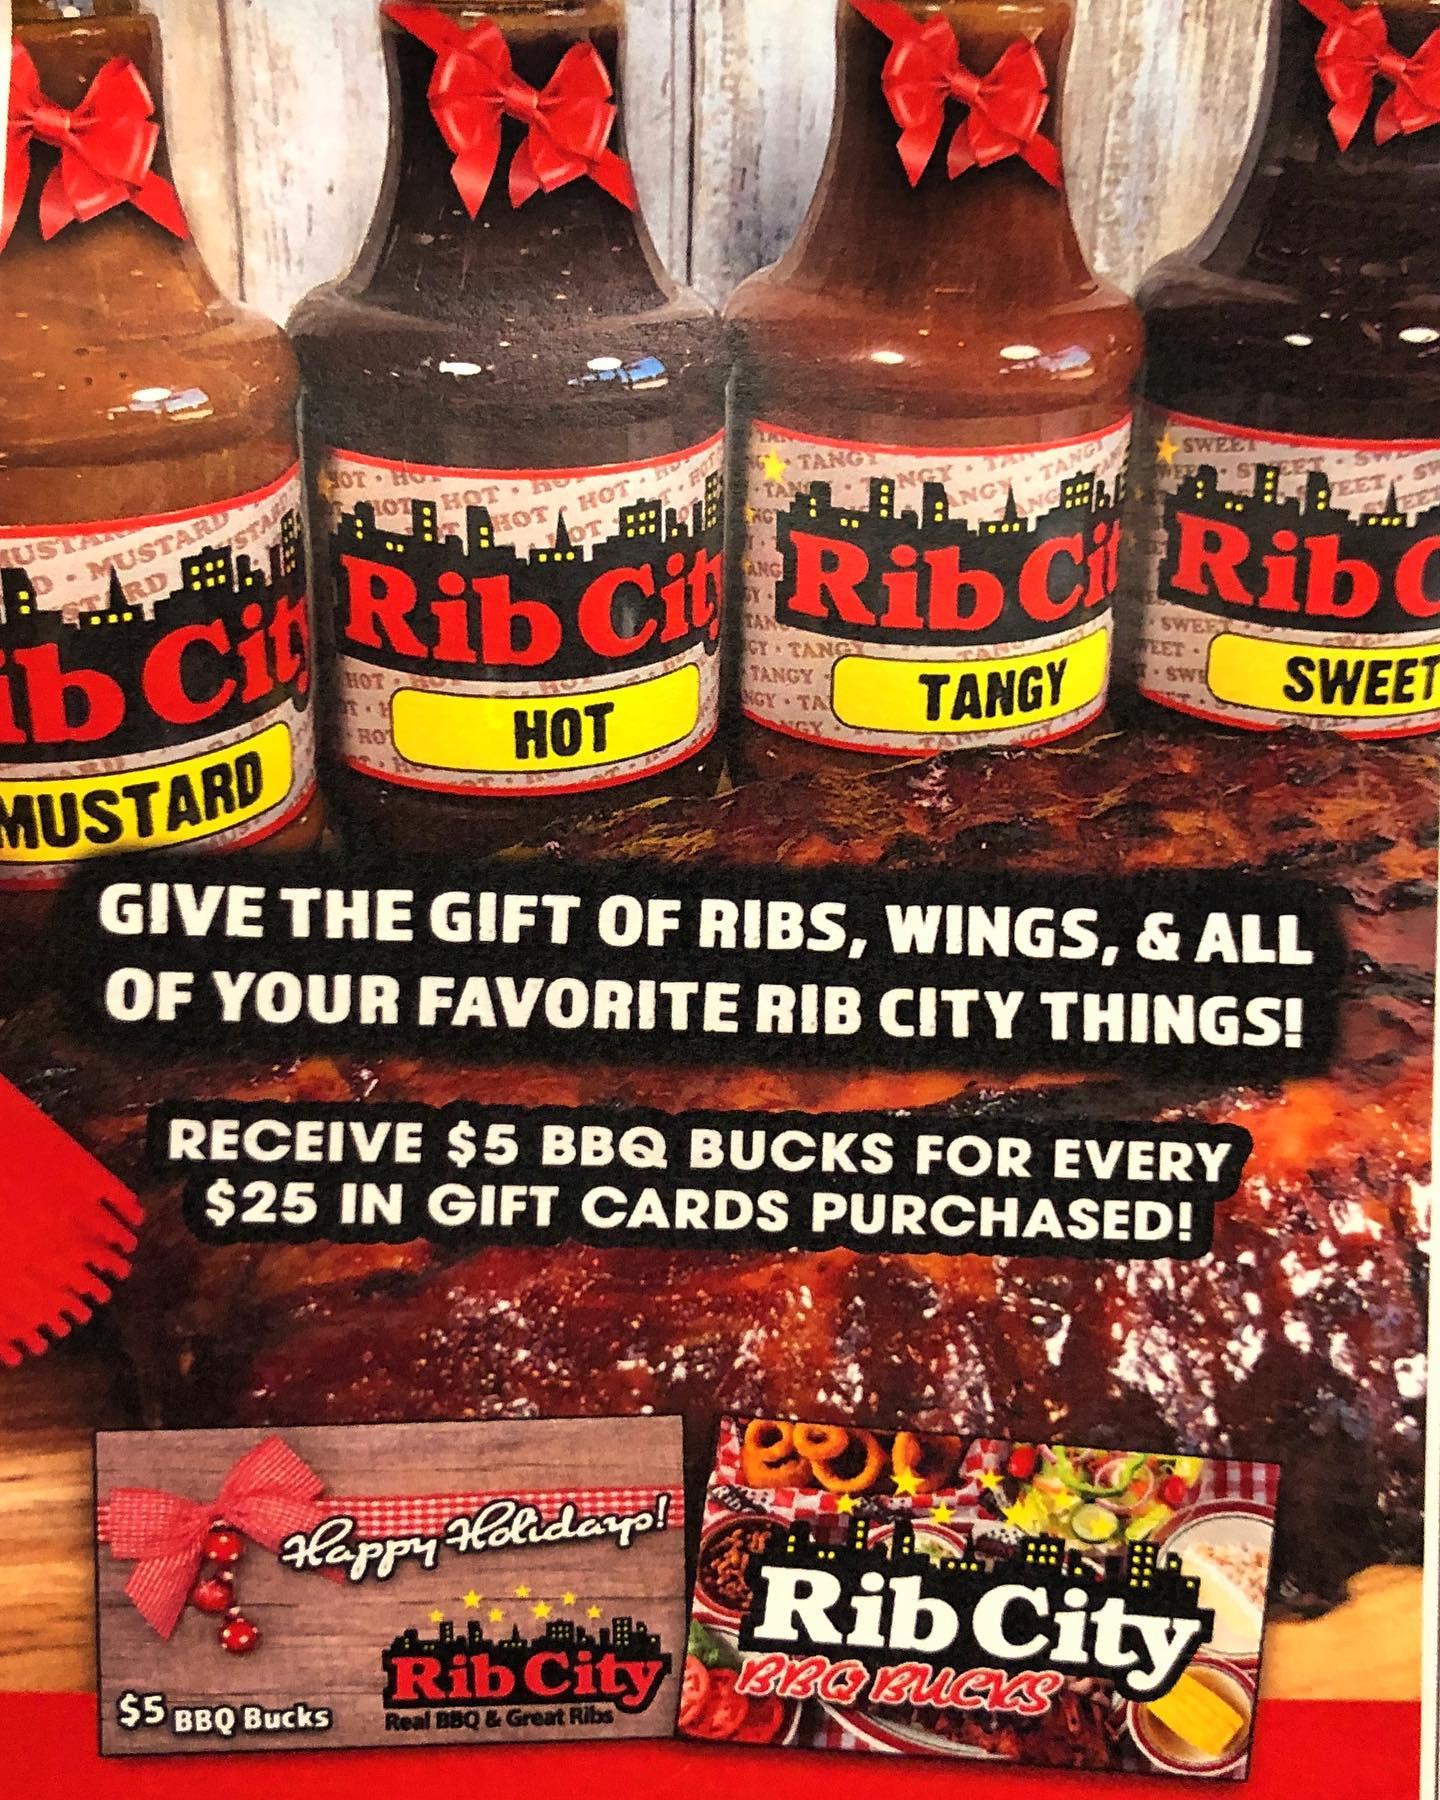 Rib City
MUSTARD
HOT
Rib City
TANGY
Rib City
SWEET
Rib C
GIVE THE GIFT OF RIBS, WINGS, & ALL
OF YOUR FAVORITE RIB CITY THINGS!
RECEIVE $5 BBQ BUCKS FOR EVERY
$25 IN GIFT CARDS PURCHASED!
Happy Holidays!
Rib City
Real BBQ & Great Ribs
$5 BBQ Bucks
Rib City
BBQ BUCKS